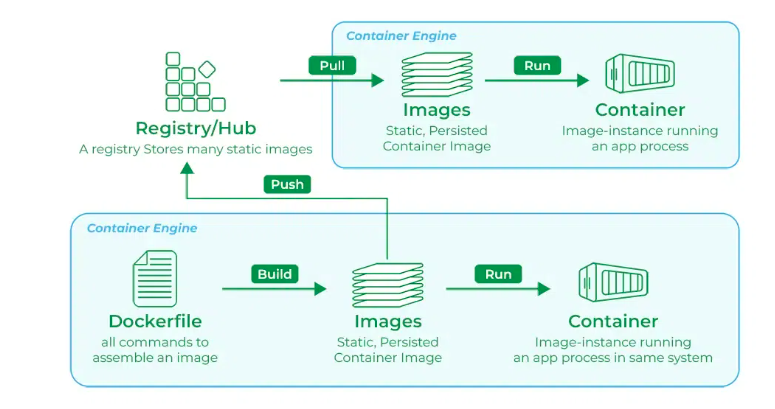 Container Engine
Pull
Run
Images
Static, Persisted
Container Image
Container
Image-instance running
an app process
Registry/Hub
A registry Stores many static images
Push
Container Engine
Build
Run
Dockerfile
all commands to
assemble an image
Images
Static, Persisted
Container Image
Container
Image-instance running
an app process in same system